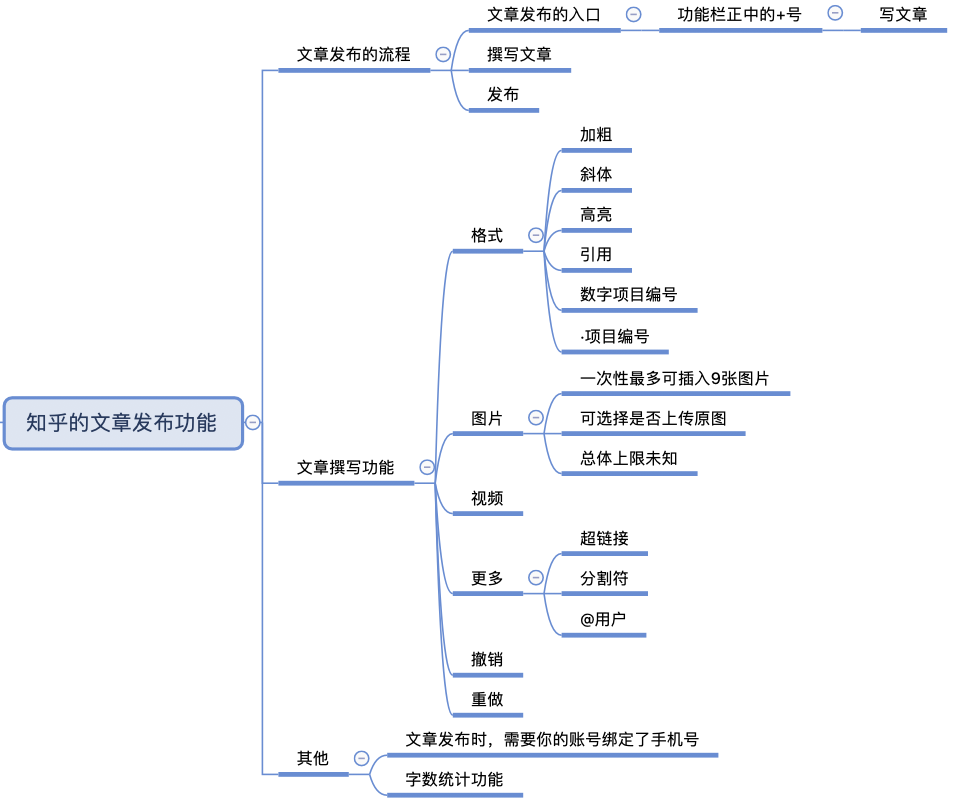 知乎的文章发布功能
文章发布的流程
文章发布的入口
功能栏正中的+号
写文章
撰写文章
发布
文章撰写功能
格式
加粗
斜体
高亮
引用
数字项目编号
·项目编号
图片
一次性最多可插入9张图片
可选择是否上传原图
总体上限未知
视频
更多
超链接
分割符
@用户
撤销
重做
其他
文章发布时，需要你的账号绑定了手机号
字数统计功能